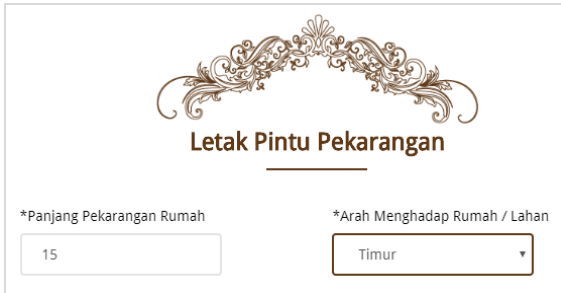 Letak Pintu Pekarangan
*Panjang Pekarangan Rumah
*Arah Menghadap Rumah / Lahan
15
Timur